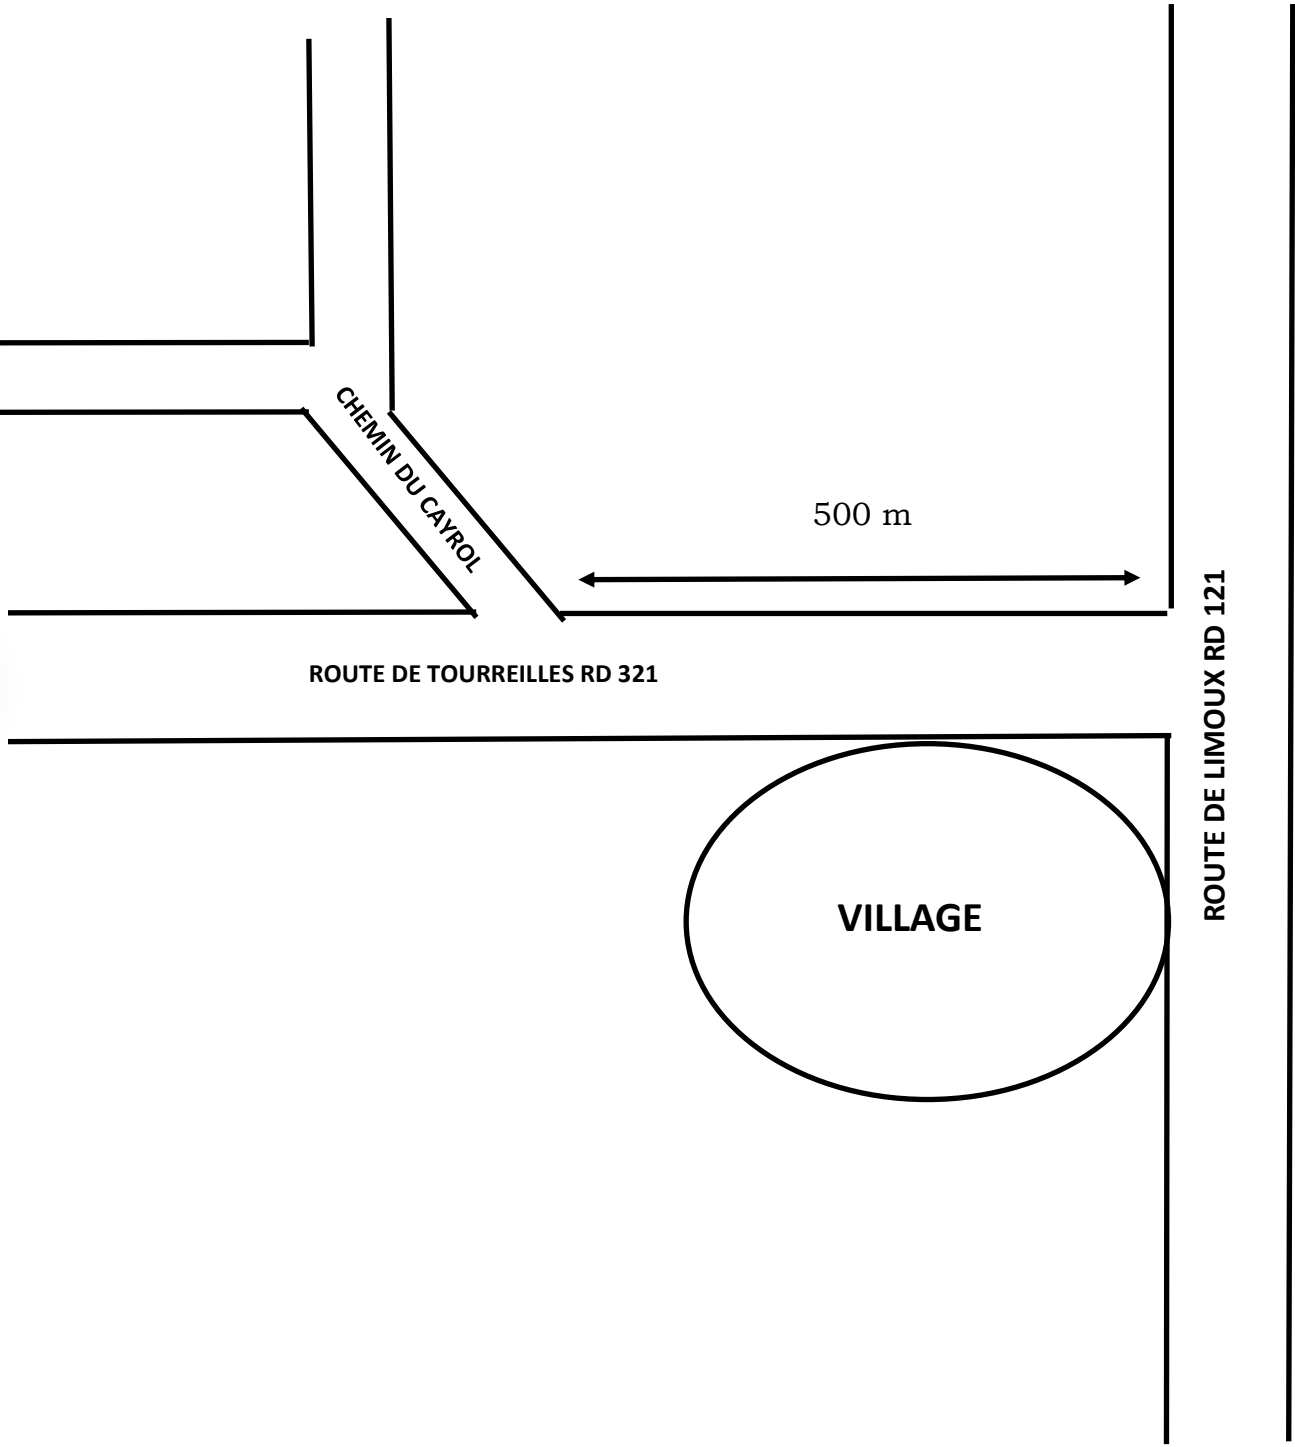 CHEMIN DU CAYROL
500 m
ROUTE DE TOURREILLES RD 321
ROUTE DE LIMOUX RD 121
VILLAGE